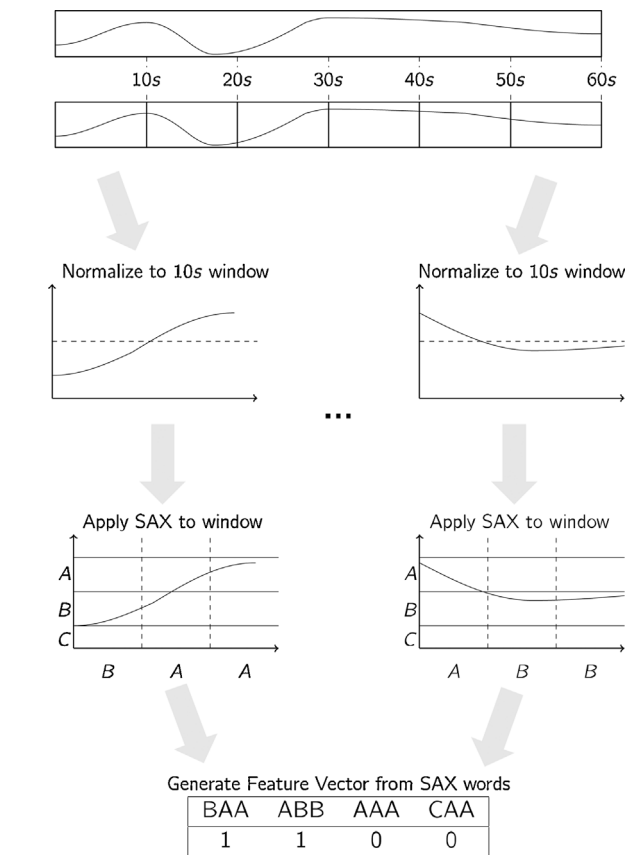 10s 20s 30s 40s 50s 60s
Normalize to 10s window Normalize to 10s window
...
Apply SAX to window Apply SAX to window
A A
B B
C C
B A A A B B
Generate Feature Vector from SAX words
BAA ABB AAA CAA
1 1 0 0